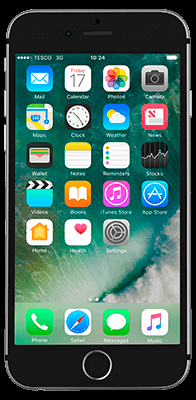 TESCO 3G 10:24
Friday
17
Mail Calendar Photos Camera
Maps Clock Weather News
Wallet Notes Reminders Stocks
Videos iBooks iTunes Store App Store
Home Health Settings
Phone Safari Messages Music